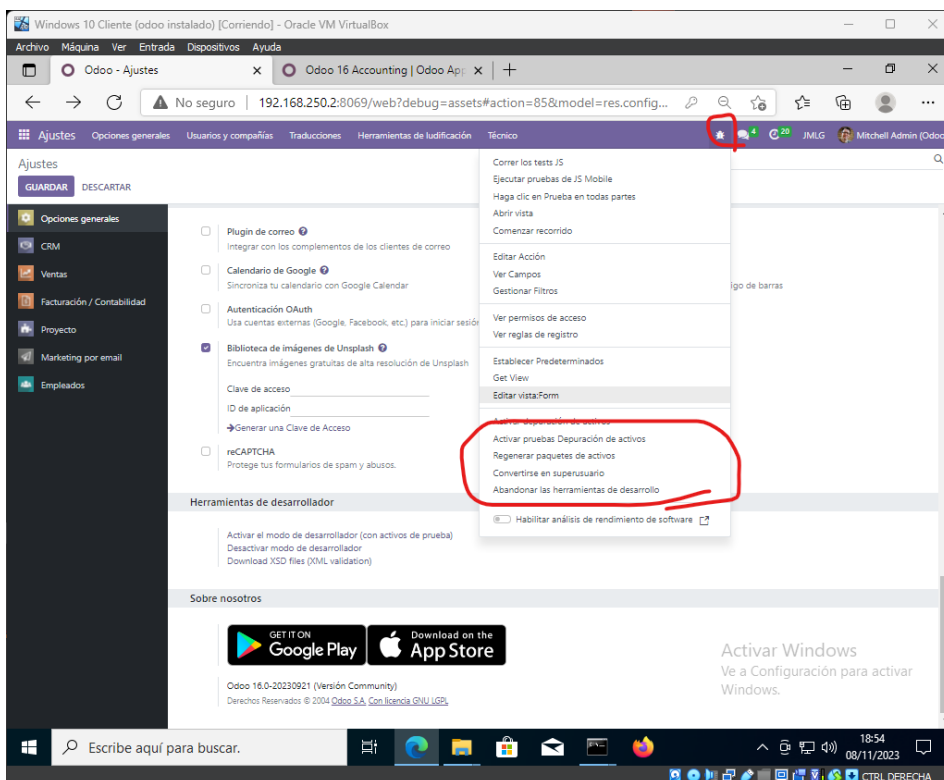 Windows 10 Cliente (odoo instalado) [Corriendo] - Oracle VM VirtualBox
Archivo Máquina Ver Entrada Dispositivos Ayuda
Odoo - Ajustes
Odoo 16 Accounting | Odoo App
No seguro
192.168.250.2:8069/web?debug=assets#action=85&model=res.config...
Ajustes Opciones generales Usuarios y compañías Traducciones Herramientas de ludificación Técnico 4 20 JMLG Mitchell Admin (Odoo
Ajustes
GUARDAR DESCARTAR
Opciones generales
CRM
Ventas
Facturación / Contabilidad
Proyecto
Marketing por email
Empleados
Plugin de correo
Integrar con los complementos de los clientes de correo
Calendario de Google
Sincroniza tu calendario con Google Calendar
Autenticación OAuth
Usa cuentas externas (Google, Facebook, etc.) para iniciar sesión
Biblioteca de imágenes de Unsplash
Encuentra imágenes gratuitas de alta resolución de Unsplash
Clave de acceso
ID de aplicación
Generar una Clave de Acceso
reCAPTCHA
Protege tus formularios de spam y abusos.
igo de barras
Correr los tests JS
Ejecutar pruebas de JS Mobile
Haga clic en Prueba en todas partes
Abrir vista
Comenzar recorrido
Editar Acción
Ver Campos
Gestionar Filtros
Ver permisos de acceso
Ver reglas de registro
Establecer Predeterminados
Get View
Editar vista:Form
Activar depuración de activos
Activar pruebas Depuración de activos
Regenerar paquetes de activos
Convertirse en superusuario
Abandonar las herramientas de desarrollo
Habilitar análisis de rendimiento de software
Herramientas de desarrollador
Activar el modo de desarrollador (con activos de prueba)
Desactivar modo de desarrollador
Download XSD files (XML validation)
Sobre nosotros
GET IT ON
Google Play
Download on the
App Store
Odoo 16.0-20230921 (Versión Community)
Derechos Reservados © 2004 Odoo S.A, Con licencia GNU LGPL
Activar Windows
Ve a Configuración para activar
Windows.
Escribe aquí para buscar.
18:54
08/11/2023
CTRL DERECHA